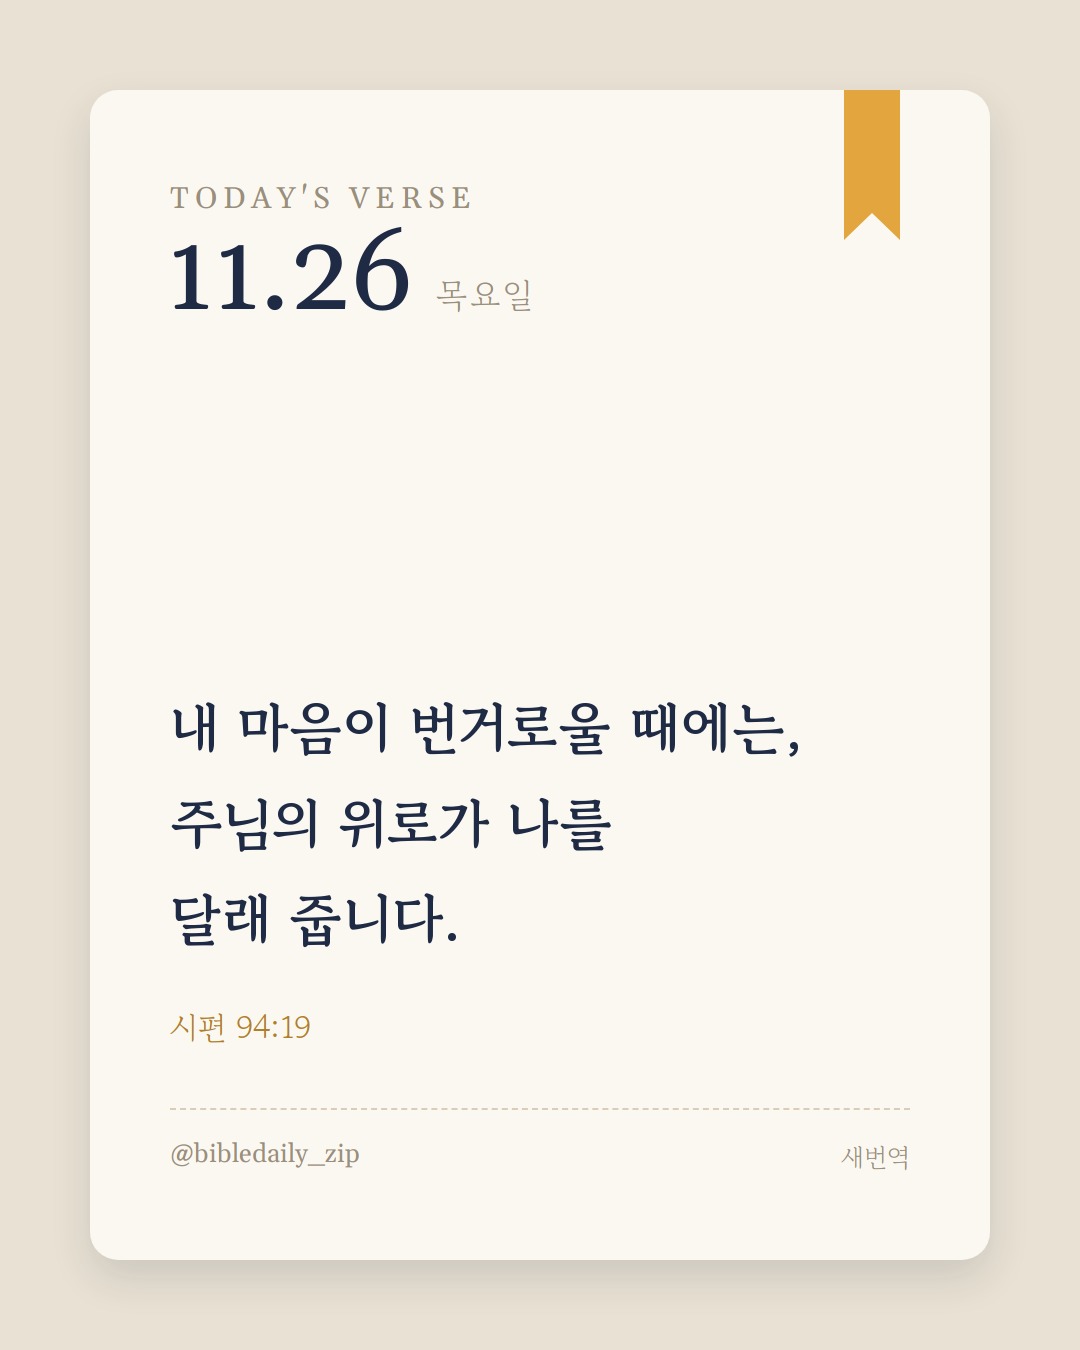 TODAY'S VERSE
11.26 목요일
내 마음이 번거로울 때에는,
주님의 위로가 나를
달래 줍니다.
시편 94:19
@bibledaily_zip 새번역